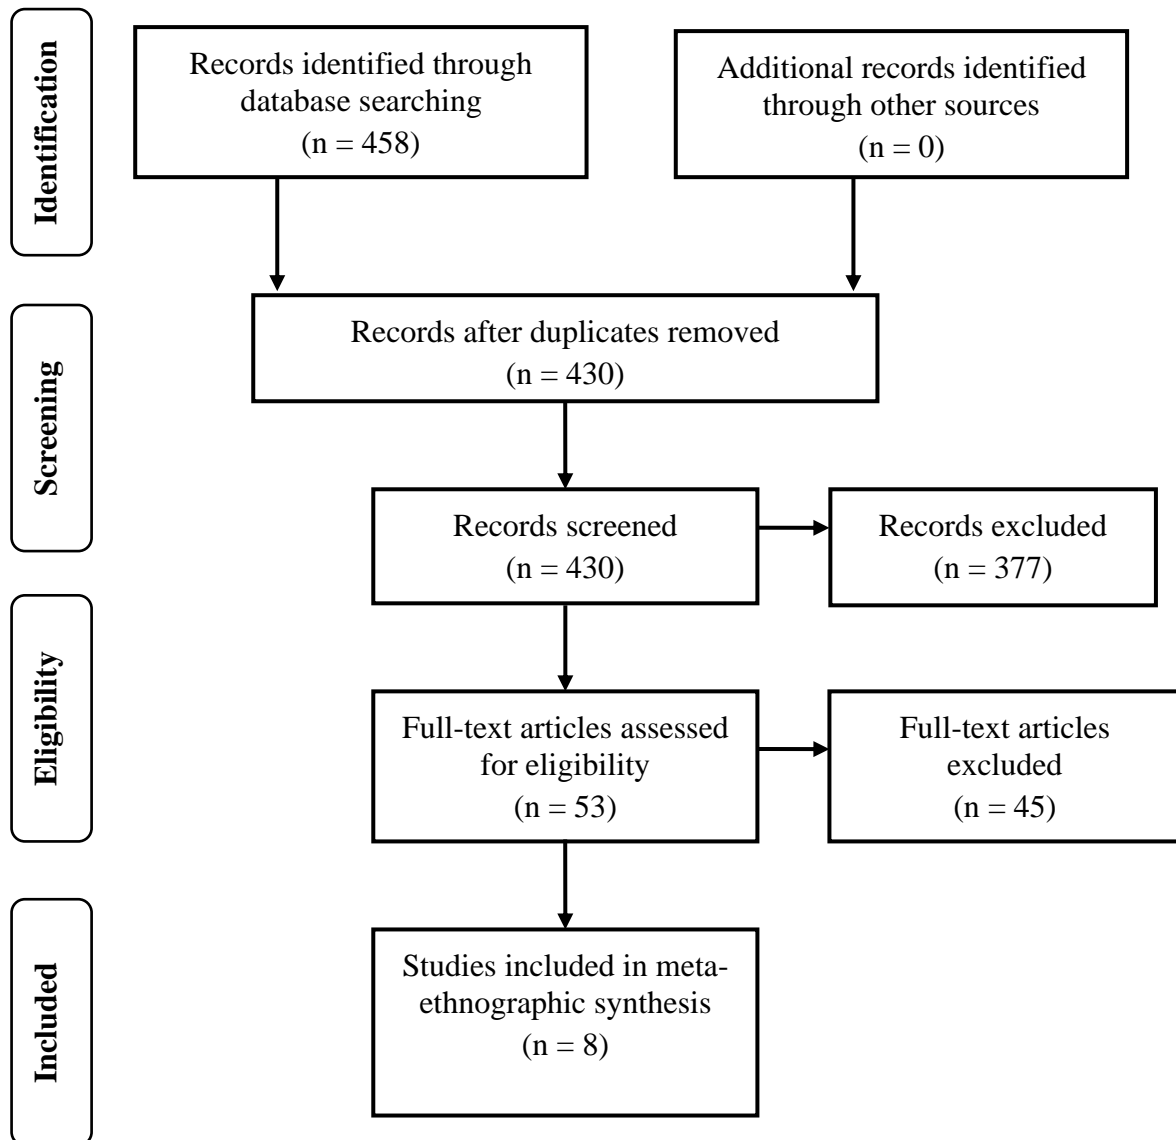 Identification
Records identified through
database searching
(n = 458)
Additional records identified
through other sources
(n = 0)
Screening
Records after duplicates removed
(n = 430)
Records screened
(n = 430)
Records excluded
(n = 377)
Eligibility
Full-text articles assessed
for eligibility
(n = 53)
Full-text articles
excluded
(n = 45)
Included
Studies included in meta-
ethnographic synthesis
(n = 8)